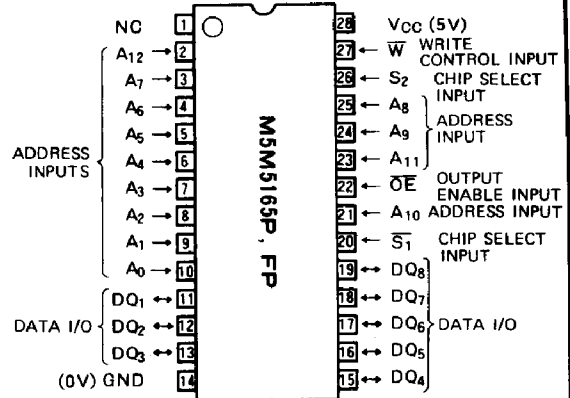 NC 1
A12 → 2
A7 → 3
A6 → 4
A5 → 5
A4 → 6
A3 → 7
A2 → 8
A1 → 9
A0 → 10
ADDRESS
INPUTS
DQ1 ↔ 11
DQ2 ↔ 12
DQ3 ↔ 13
DATA I/O
(0V) GND 14
M5M5165P, FP
28 VCC (5V)
27 ← W̅ WRITE
CONTROL INPUT
26 ← S2 CHIP SELECT
INPUT
25 ← A8
24 ← A9
23 ← A11
ADDRESS
INPUT
22 ← O̅E̅ OUTPUT
ENABLE INPUT
21 ← A10 ADDRESS INPUT
20 ← S̅1̅ CHIP SELECT
INPUT
19 ↔ DQ8
18 ↔ DQ7
17 ↔ DQ6
16 ↔ DQ5
15 ↔ DQ4
DATA I/O